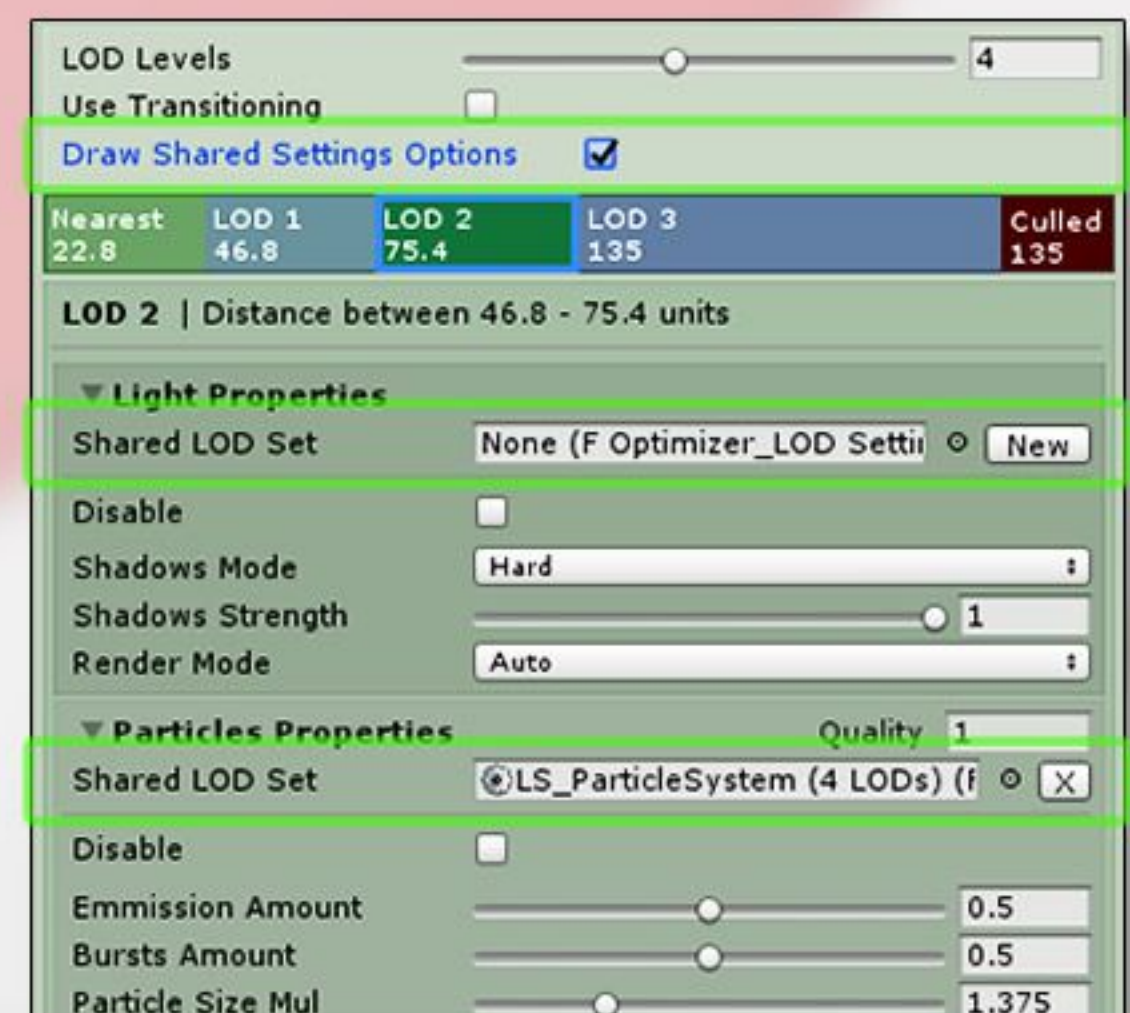 LOD Levels 4
Use Transitioning
Draw Shared Settings Options
Nearest LOD 1 LOD 2 LOD 3 Culled
22.8 46.8 75.4 135 135
LOD 2 | Distance between 46.8 - 75.4 units
Light Properties
Shared LOD Set None (F Optimizer_LOD Settin New
Disable
Shadows Mode Hard
Shadows Strength 1
Render Mode Auto
Particles Properties Quality 1
Shared LOD Set LS_ParticleSystem (4 LODs) (F X
Disable
Emmission Amount 0.5
Bursts Amount 0.5
Particle Size Mul 1.375